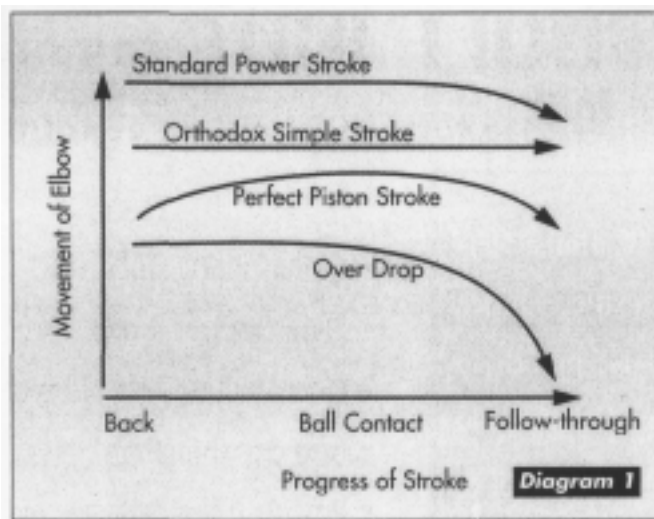 Standard Power Stroke
Orthodox Simple Stroke
Perfect Piston Stroke
Over Drop
Movement of Elbow
Back
Ball Contact
Follow-through
Progress of Stroke
Diagram 1